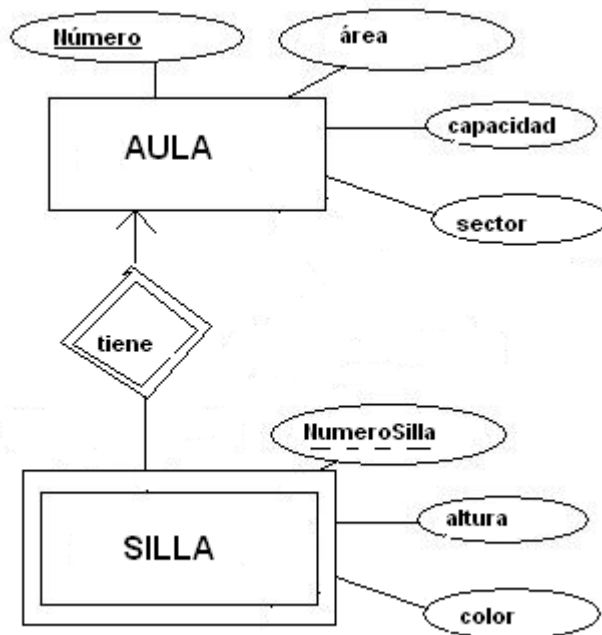 Número
área
AULA
capacidad
sector
tiene
NumeroSilla
altura
SILLA
color